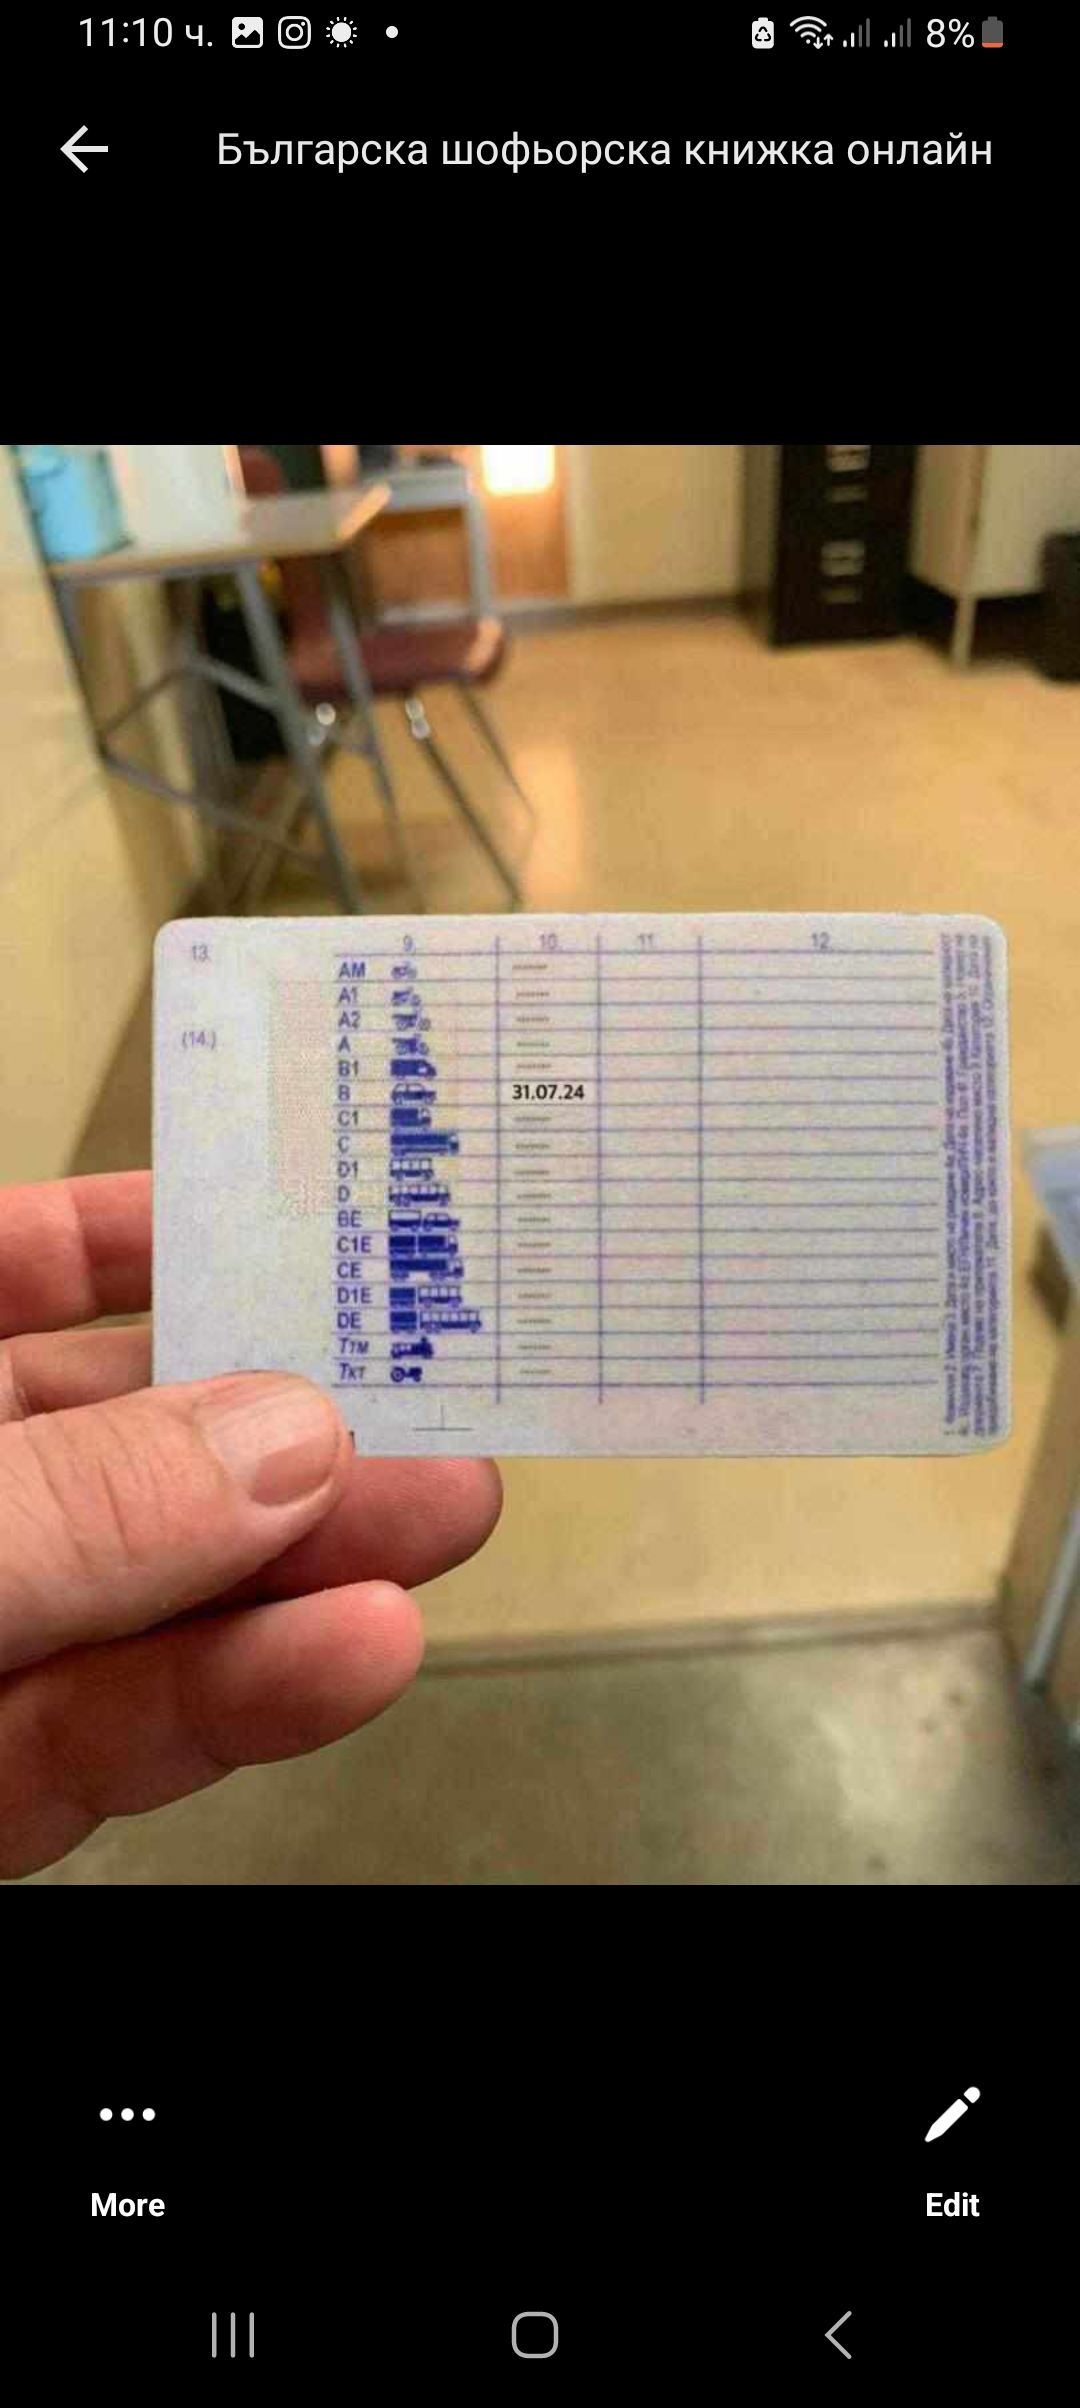 11:10 ч.
8%
Българска шофьорска книжка онлайн
13.
9.
10.
11.
12.
(14.)
AM ------
A1 ------
A2 ------
A ------
B1 ------
B 31.07.24
C1 ------
C ------
D1 ------
D ------
BE ------
C1E ------
CE ------
D1E ------
DE ------
Ттм ------
Ткт ------
More
Edit